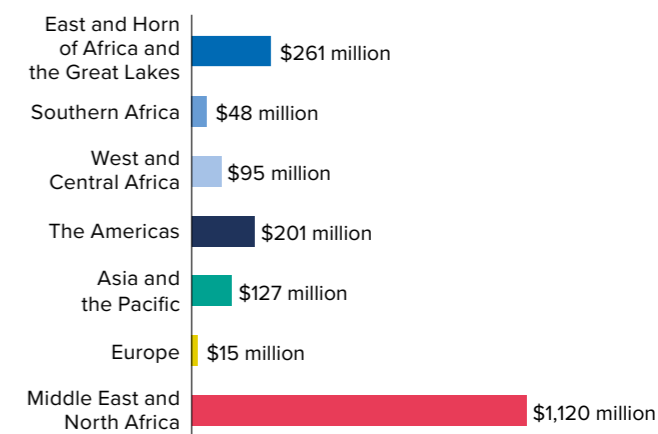 East and Horn
of Africa and
the Great Lakes
$261 million
Southern Africa
$48 million
West and
Central Africa
$95 million
The Americas
$201 million
Asia and
the Pacific
$127 million
Europe
$15 million
Middle East and
North Africa
$1,120 million